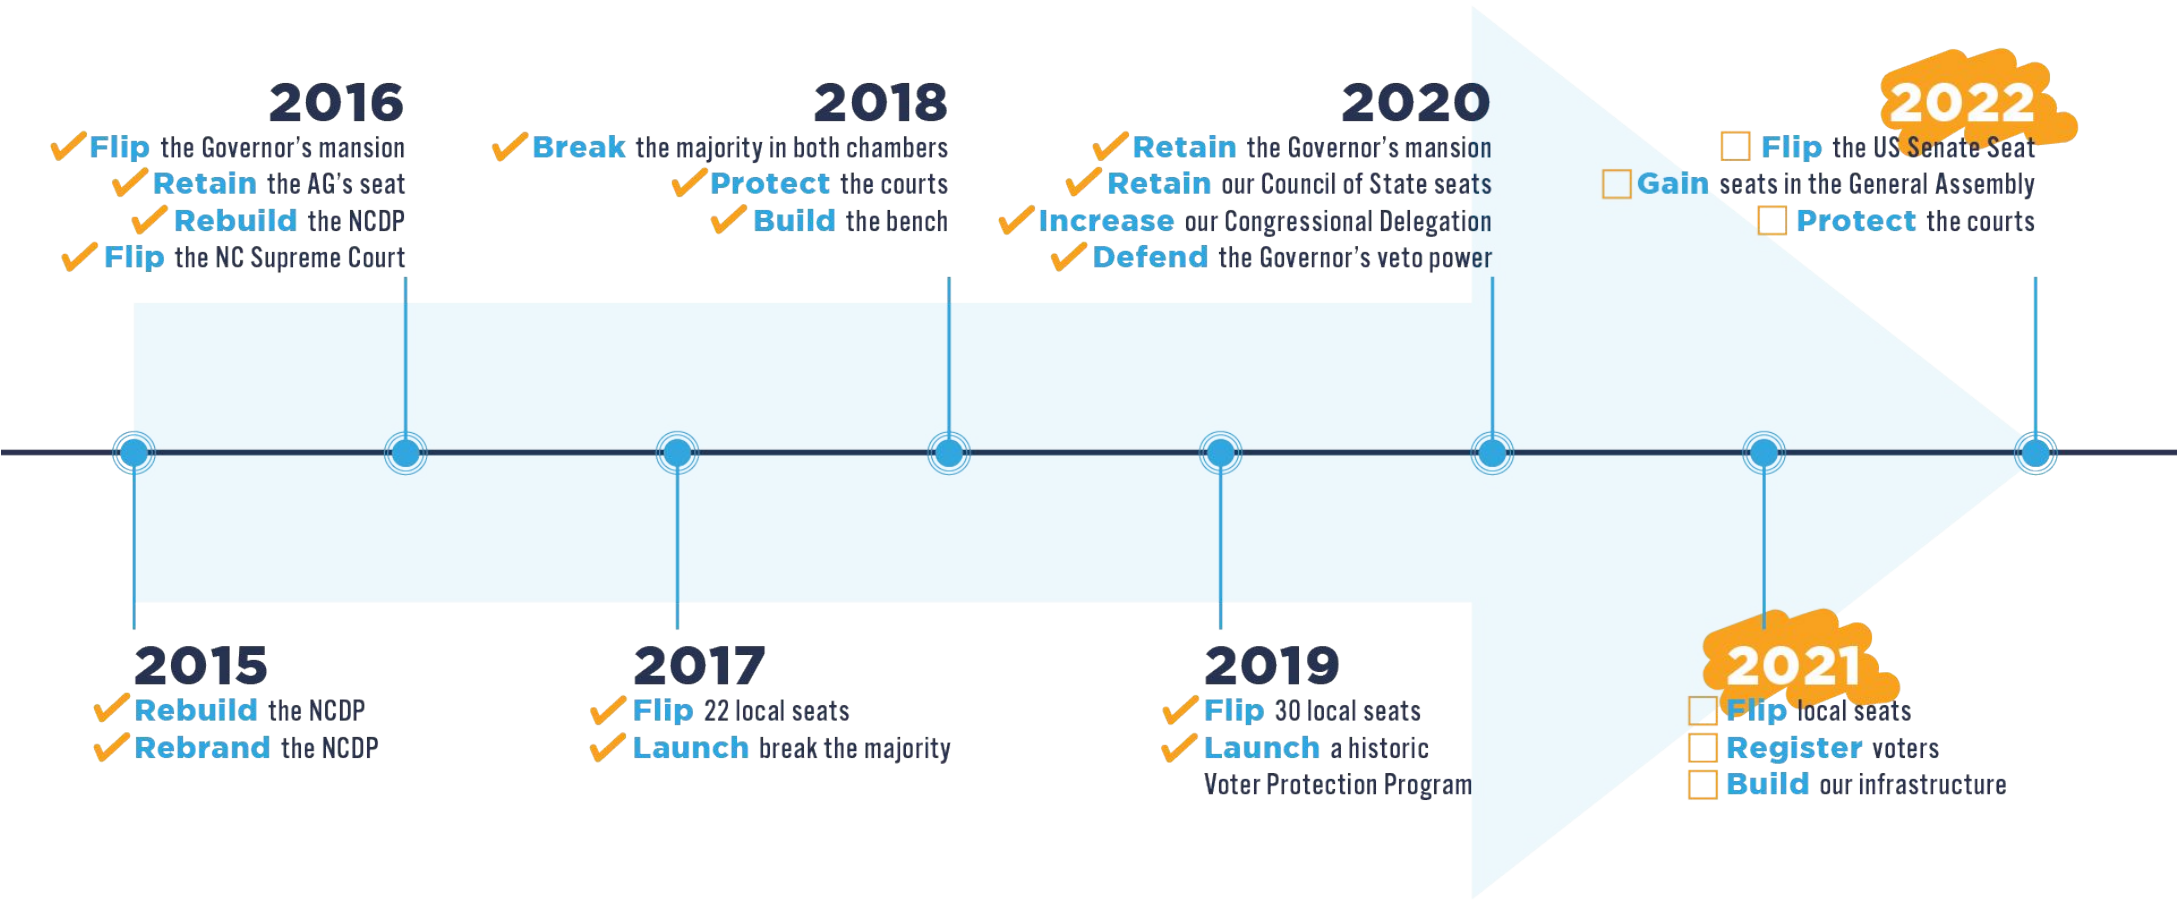 2016
Flip the Governor's mansion
Retain the AG's seat
Rebuild the NCDP
Flip the NC Supreme Court
2018
Break the majority in both chambers
Protect the courts
Build the bench
2020
Retain the Governor's mansion
Retain our Council of State seats
Increase our Congressional Delegation
Defend the Governor's veto power
2022
Flip the US Senate Seat
Gain seats in the General Assembly
Protect the courts
2015
Rebuild the NCDP
Rebrand the NCDP
2017
Flip 22 local seats
Launch break the majority
2019
Flip 30 local seats
Launch a historic
Voter Protection Program
2021
Flip local seats
Register voters
Build our infrastructure